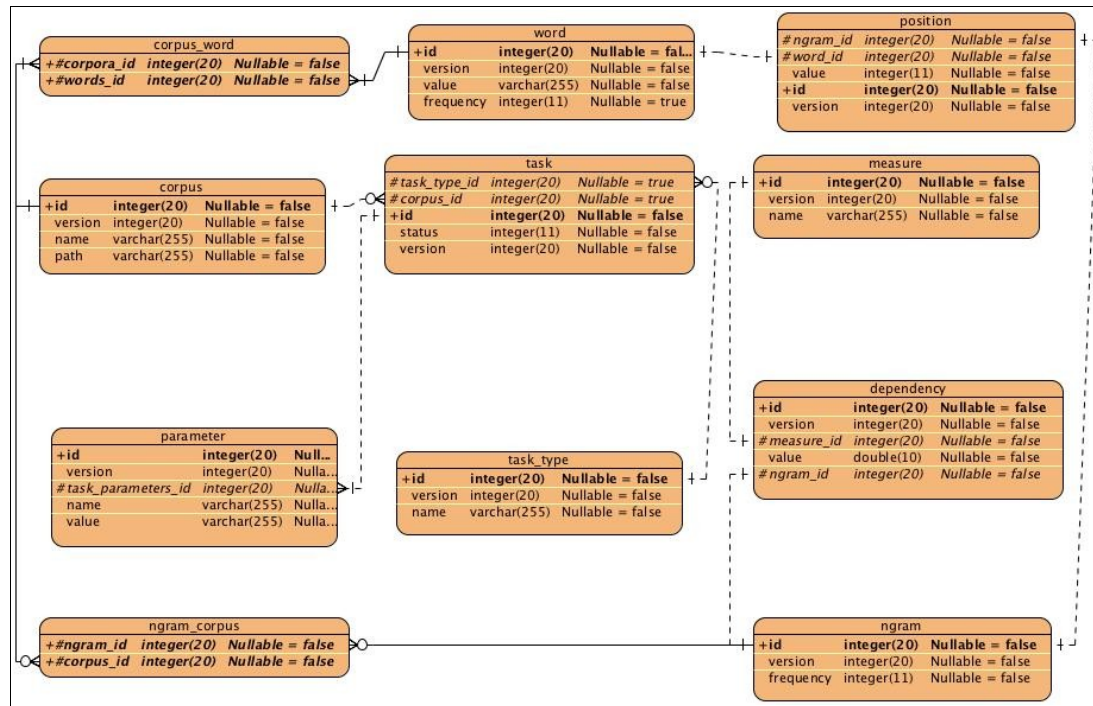 corpus_word
+#corpora_id integer(20) Nullable = false
+#words_id integer(20) Nullable = false
word
+id integer(20) Nullable = fal...
version integer(20) Nullable = false
value varchar(255) Nullable = false
frequency integer(11) Nullable = true
position
#ngram_id integer(20) Nullable = false
#word_id integer(20) Nullable = false
value integer(11) Nullable = false
+id integer(20) Nullable = false
version integer(20) Nullable = false
corpus
+id integer(20) Nullable = false
version integer(20) Nullable = false
name varchar(255) Nullable = false
path varchar(255) Nullable = false
task
#task_type_id integer(20) Nullable = true
#corpus_id integer(20) Nullable = true
+id integer(20) Nullable = false
status integer(11) Nullable = false
version integer(20) Nullable = false
measure
+id integer(20) Nullable = false
version integer(20) Nullable = false
name varchar(255) Nullable = false
parameter
+id integer(20) Null...
version integer(20) Nulla...
#task_parameters_id integer(20) Nulla...
name varchar(255) Nulla...
value varchar(255) Nulla...
task_type
+id integer(20) Nullable = false
version integer(20) Nullable = false
name varchar(255) Nullable = false
dependency
+id integer(20) Nullable = false
version integer(20) Nullable = false
#measure_id integer(20) Nullable = false
value double(10) Nullable = false
#ngram_id integer(20) Nullable = false
ngram_corpus
+#ngram_id integer(20) Nullable = false
+#corpus_id integer(20) Nullable = false
ngram
+id integer(20) Nullable = false
version integer(20) Nullable = false
frequency integer(11) Nullable = false